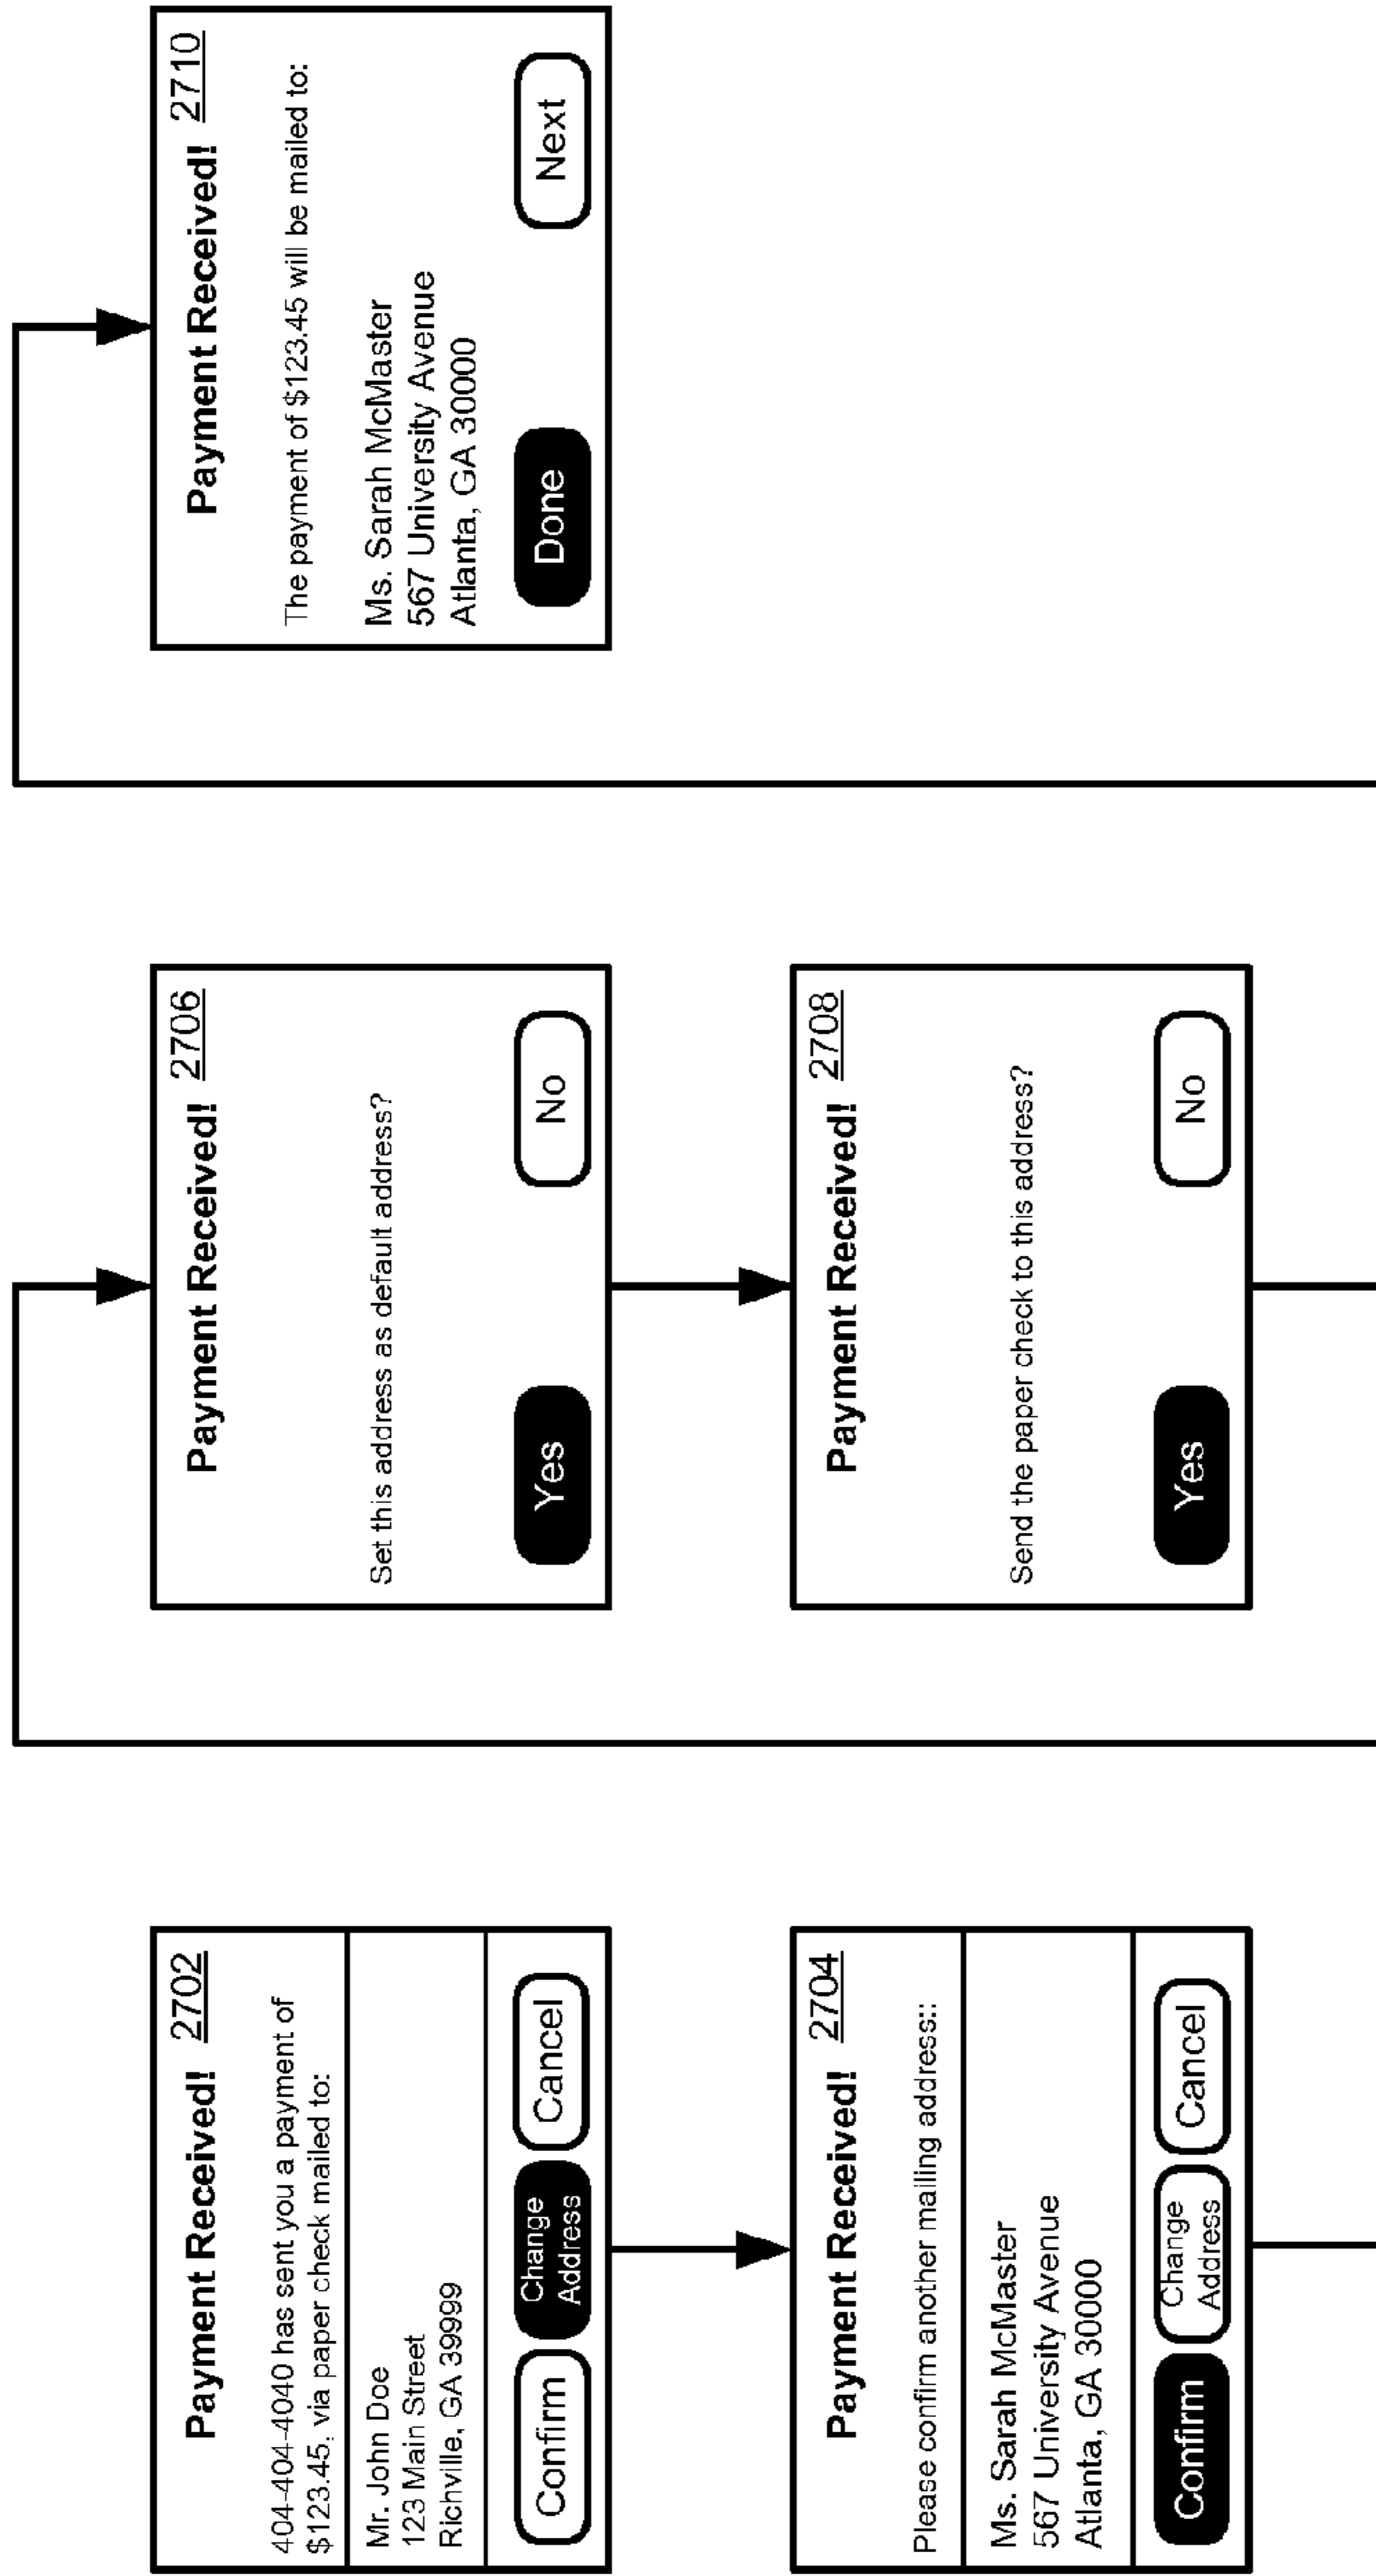 Payment Received! 2702
404-404-4040 has sent you a payment of
$123.45, via paper check mailed to:
Mr. John Doe
123 Main Street
Richville, GA 39999
Confirm
Change
Address
Cancel
Payment Received! 2704
Please confirm another mailing address::
Ms. Sarah McMaster
567 University Avenue
Atlanta, GA 30000
Confirm
Change
Address
Cancel
Payment Received! 2706
Set this address as default address?
Yes
No
Payment Received! 2708
Send the paper check to this address?
Yes
No
Payment Received! 2710
The payment of $123.45 will be mailed to:
Ms. Sarah McMaster
567 University Avenue
Atlanta, GA 30000
Done
Next